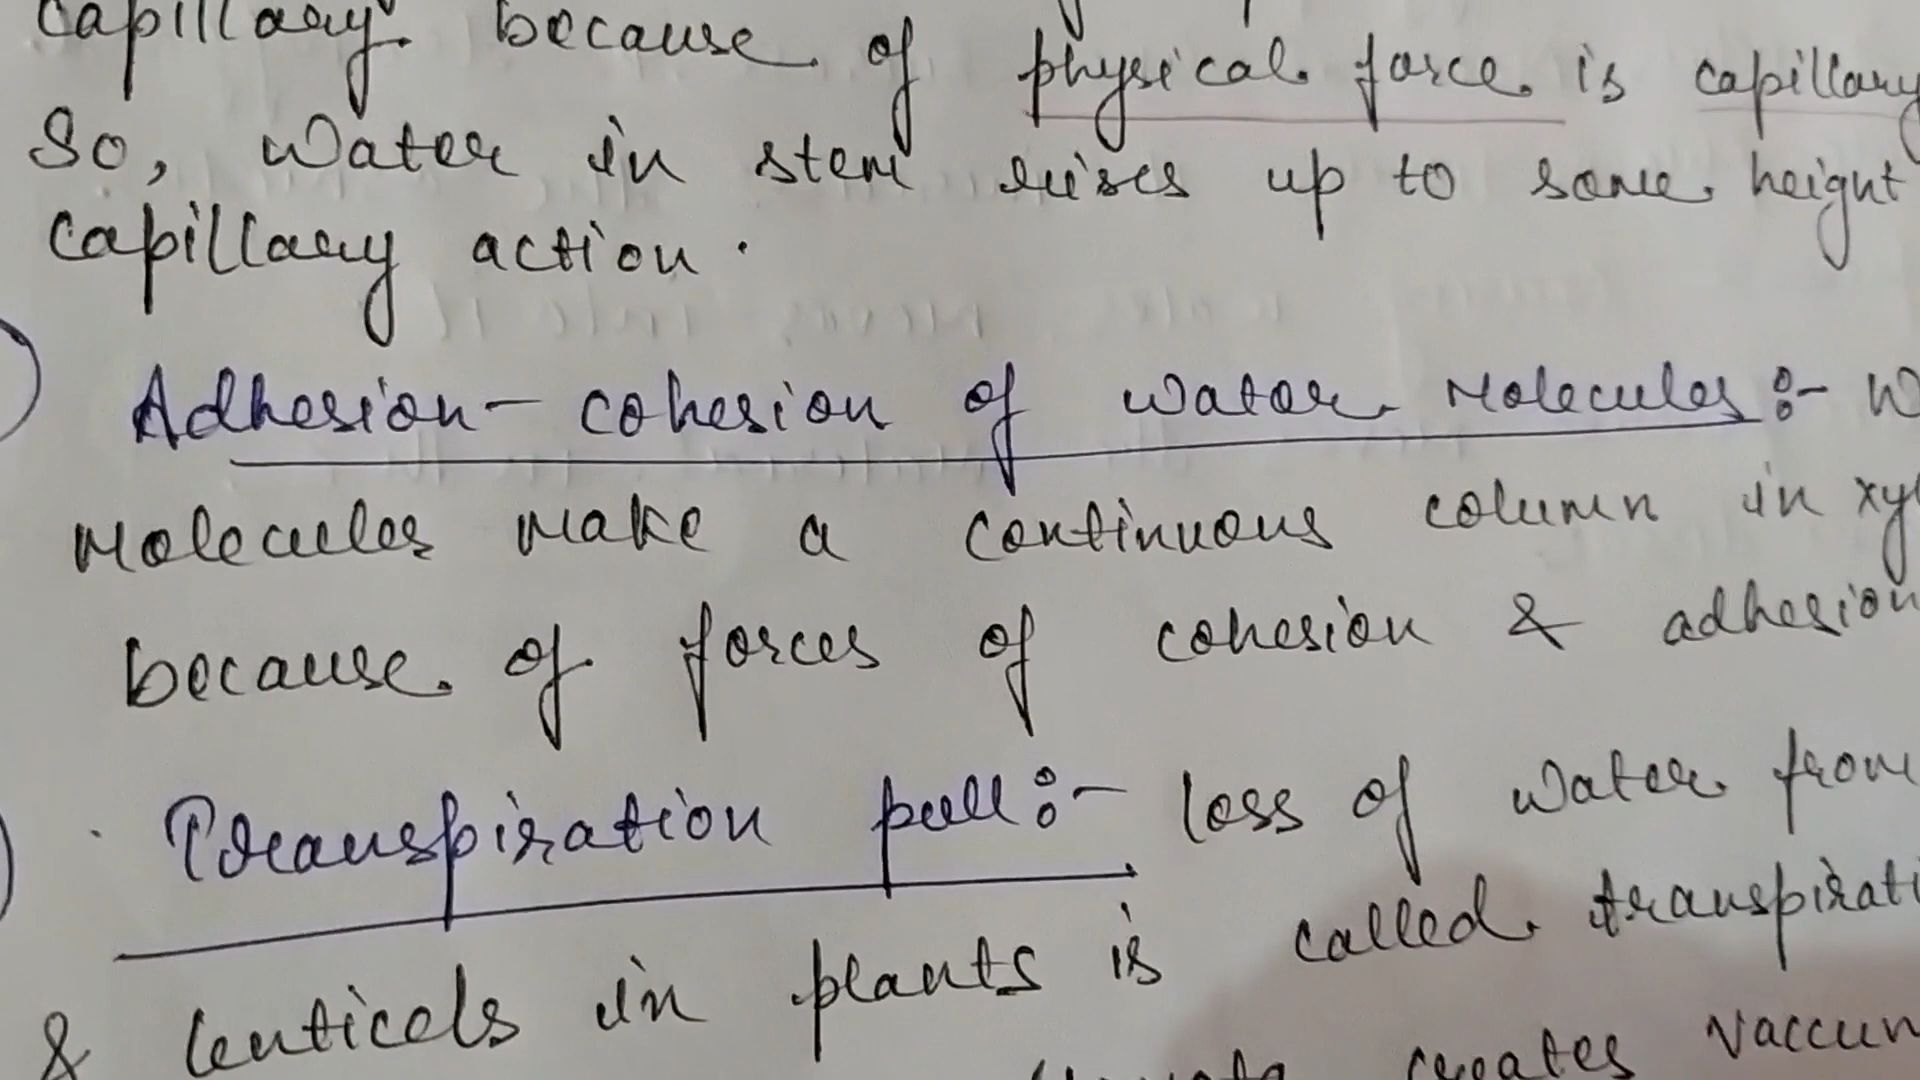 capillary because of physical force is capillary
So, Water in stem rises up to some height
capillary action.
Adhesion-cohesion of water Molecules:- W
Molecules make a continuous column in xyl
because of forces of cohesion & adhesion
Transpiration pull:- loss of water from
& lenticels in plants is called transpirati
creates Vaccum